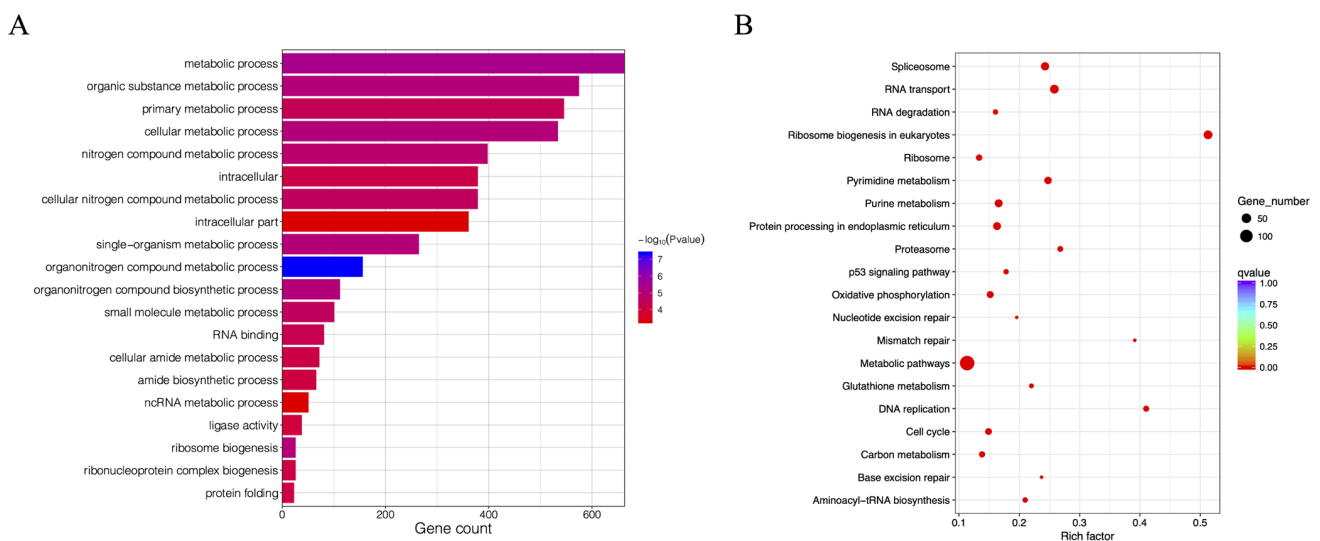 A
metabolic process
organic substance metabolic process
primary metabolic process
cellular metabolic process
nitrogen compound metabolic process
intracellular
cellular nitrogen compound metabolic process
intracellular part
single-organism metabolic process
organonitrogen compound metabolic process
organonitrogen compound biosynthetic process
small molecule metabolic process
RNA binding
cellular amide metabolic process
amide biosynthetic process
ncRNA metabolic process
ligase activity
ribosome biogenesis
ribonucleoprotein complex biogenesis
protein folding
0 200 400 600
Gene count
−log10(Pvalue)
7
6
5
4
B
Spliceosome
RNA transport
RNA degradation
Ribosome biogenesis in eukaryotes
Ribosome
Pyrimidine metabolism
Purine metabolism
Protein processing in endoplasmic reticulum
Proteasome
p53 signaling pathway
Oxidative phosphorylation
Nucleotide excision repair
Mismatch repair
Metabolic pathways
Glutathione metabolism
DNA replication
Cell cycle
Carbon metabolism
Base excision repair
Aminoacyl-tRNA biosynthesis
0.1 0.2 0.3 0.4 0.5
Rich factor
Gene_number
50
100
qvalue
1.00
0.75
0.50
0.25
0.00